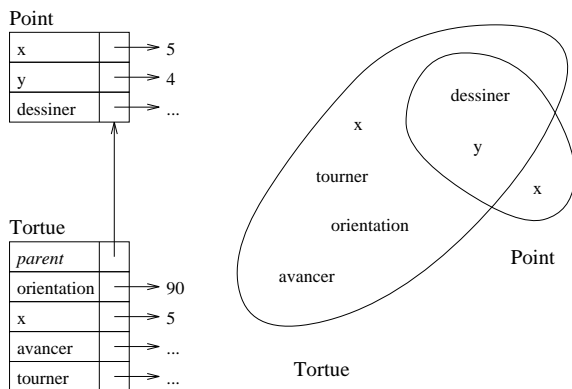 Point
x 5
y 4
dessiner ...
Tortue
parent
orientation 90
x 5
avancer ...
tourner ...
dessiner
x
y
tourner
x
orientation
Point
avancer
Tortue